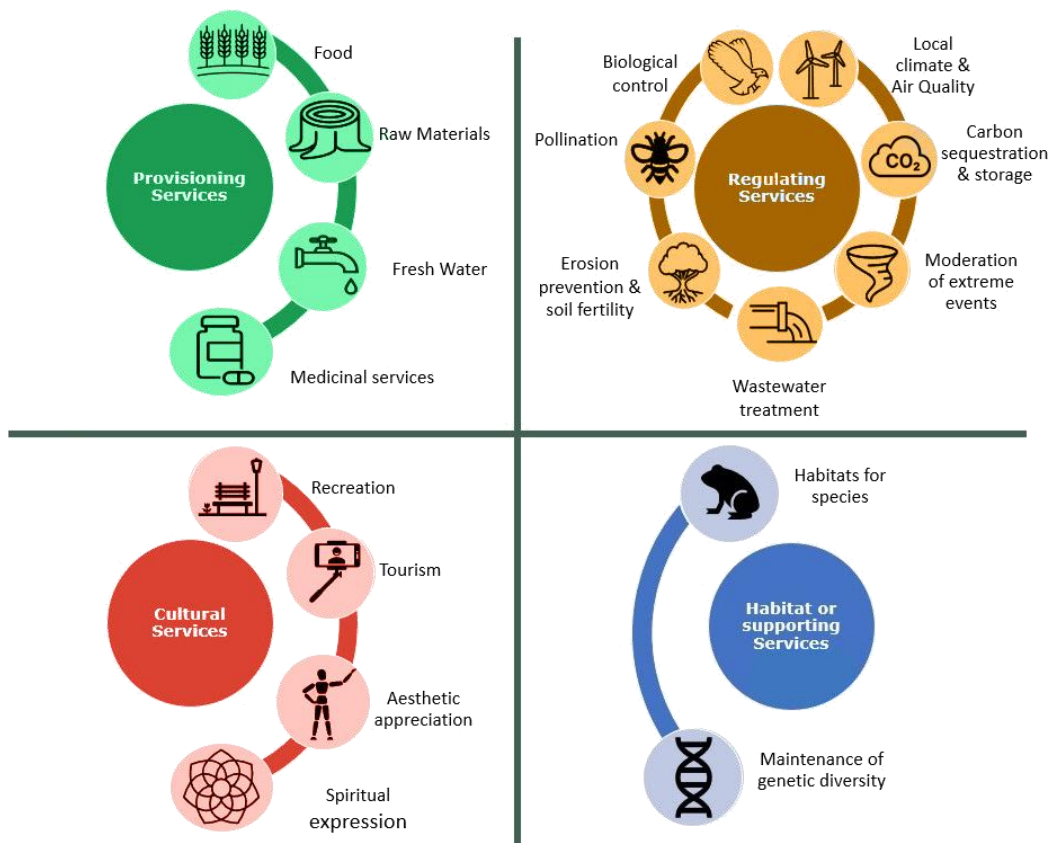 Food
Raw Materials
Provisioning
Services
Fresh Water
Medicinal services
Biological
control
Local
climate &
Air Quality
Pollination
Carbon
sequestration
& storage
CO₂
Regulating
Services
Erosion
prevention &
soil fertility
Moderation
of extreme
events
Wastewater
treatment
Recreation
Tourism
Cultural
Services
Aesthetic
appreciation
Spiritual
expression
Habitats for
species
Habitat or
supporting
Services
Maintenance of
genetic diversity